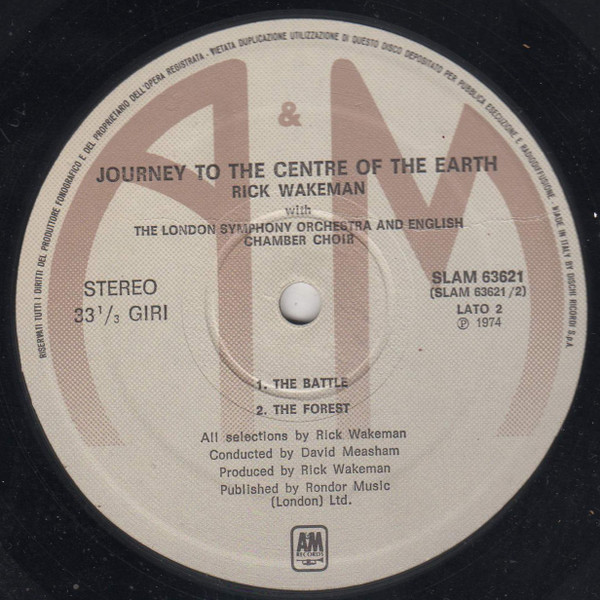 RISERVATI TUTTI I DIRITTI DEL PRODUTTORE FONOGRAFICO E DEL PROPRIETARIO DELL'OPERA REGISTRATA - VIETATA DUPLICAZIONE UTILIZZAZIONE DI QUESTO DISCO DEPOSITATO PER PUBBLICA ESECUZIONE E RADIODIFFUSIONE. - MADE IN ITALY BY DISCHI RICORDI S.p.A.
A & M
JOURNEY TO THE CENTRE OF THE EARTH
RICK WAKEMAN
with
THE LONDON SYMPHONY ORCHESTRA AND ENGLISH
CHAMBER CHOIR
STEREO
33 1/3 GIRI
SLAM 63621
(SLAM 63621/2)
LATO 2
℗ 1974
1. THE BATTLE
2. THE FOREST
All selections by Rick Wakeman
Conducted by David Measham
Produced by Rick Wakeman
Published by Rondor Music
(London) Ltd.
A&M
RECORDS